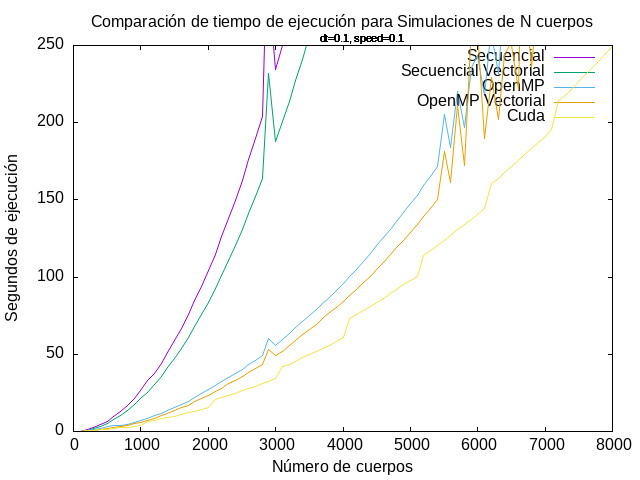 Comparación de tiempo de ejecución para Simulaciones de N cuerpos
dt=0.1, speed=0.1
Secuencial
Secuencial Vectorial
OpenMP
OpenMP Vectorial
Cuda
Segundos de ejecución
250
200
150
100
50
0
0 1000 2000 3000 4000 5000 6000 7000 8000
Número de cuerpos